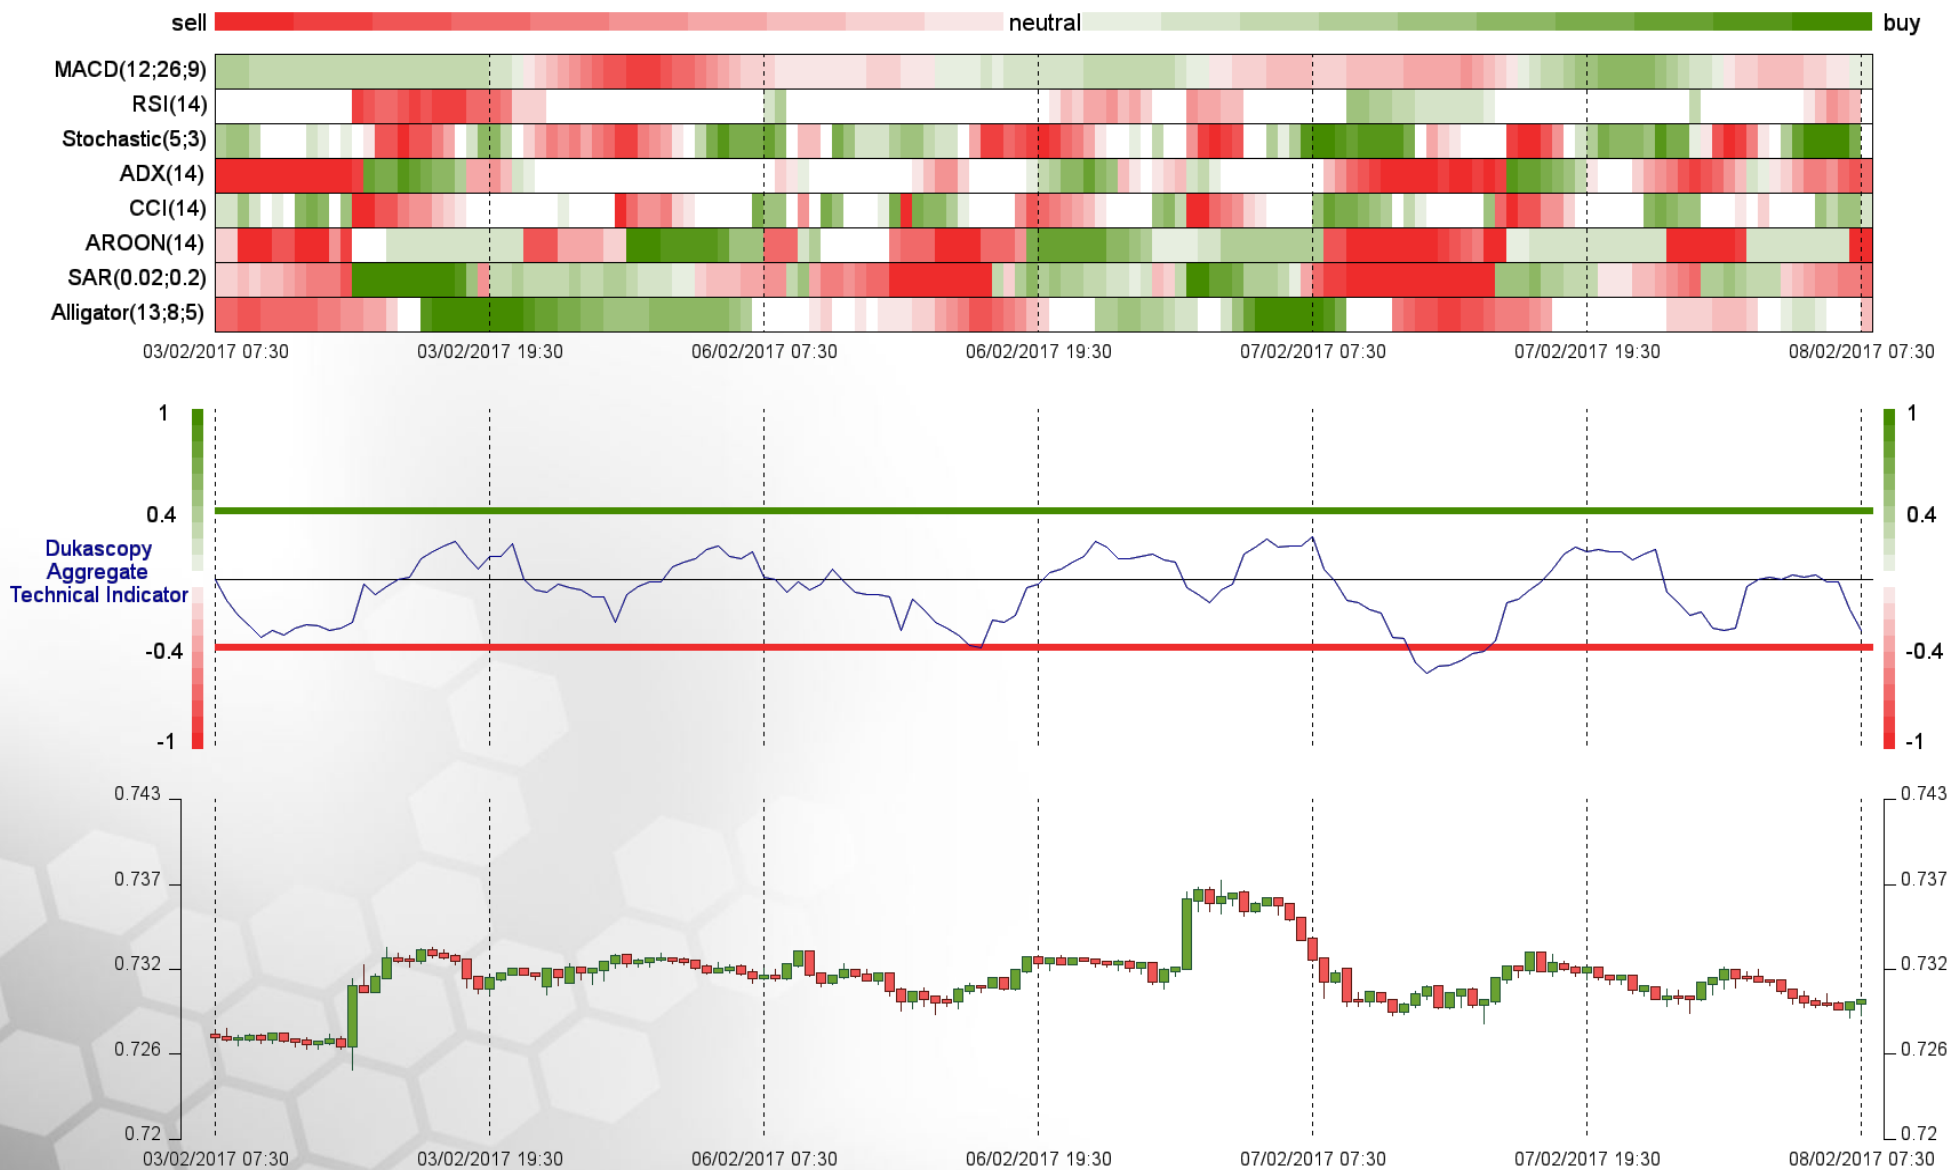 sell neutral buy
MACD(12;26;9)
RSI(14)
Stochastic(5;3)
ADX(14)
CCI(14)
AROON(14)
SAR(0.02;0.2)
Alligator(13;8;5)
03/02/2017 07:30 03/02/2017 19:30 06/02/2017 07:30 06/02/2017 19:30 07/02/2017 07:30 07/02/2017 19:30 08/02/2017 07:30
1 1
0.4 0.4
Dukascopy
Aggregate
Technical Indicator
-0.4 -0.4
-1 -1
0.743 0.743
0.737 0.737
0.732 0.732
0.726 0.726
0.72 0.72
03/02/2017 07:30 03/02/2017 19:30 06/02/2017 07:30 06/02/2017 19:30 07/02/2017 07:30 07/02/2017 19:30 08/02/2017 07:30